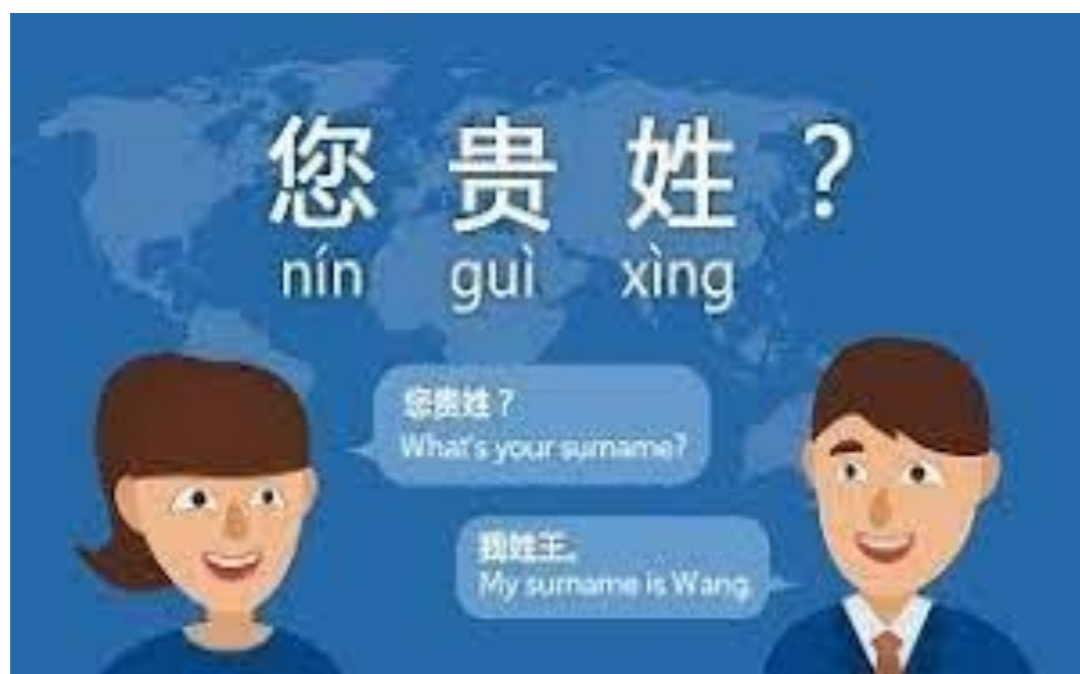 您贵姓?
nín guì xìng
您贵姓?
What's your surname?
我姓王。
My surname is Wang.